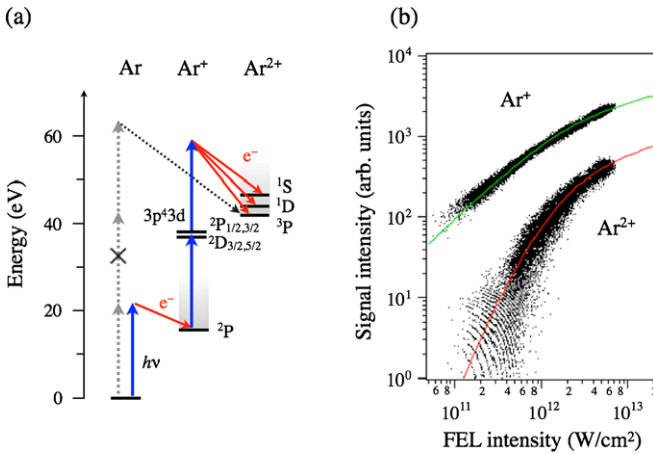 (a)
Ar Ar⁺ Ar²⁺
Energy (eV)
60
40
20
0
hν
e⁻
²P
3p⁴3d
²P₁/₂,₃/₂
²D₃/₂,₅/₂
e⁻
¹S
¹D
³P
(b)
Signal intensity (arb. units)
10⁴
10³
10²
10¹
10⁰
Ar⁺
Ar²⁺
6 8 2 4 6 8 2 4 6 8 2
10¹¹ 10¹² 10¹³
FEL intensity (W/cm²)